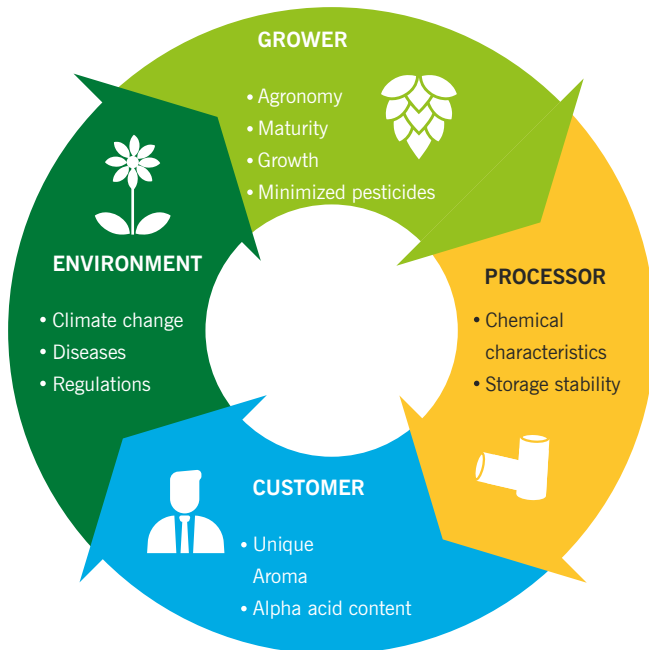 GROWER
• Agronomy
• Maturity
• Growth
• Minimized pesticides
PROCESSOR
• Chemical
characteristics
• Storage stability
CUSTOMER
• Unique
Aroma
• Alpha acid content
ENVIRONMENT
• Climate change
• Diseases
• Regulations